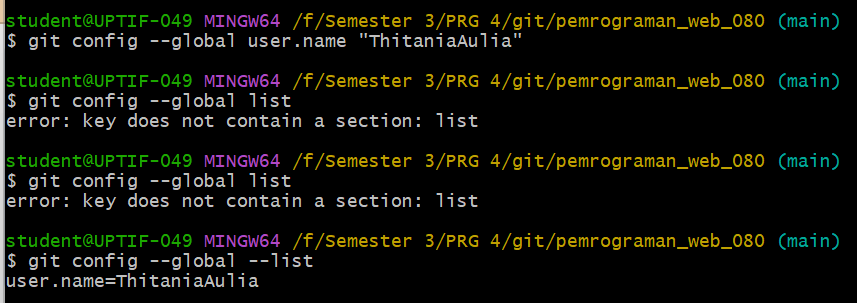 student@UPTIF-049 MINGW64 /f/Semester 3/PRG 4/git/pemrograman_web_080 (main)
$ git config --global user.name "ThitaniaAulia"
student@UPTIF-049 MINGW64 /f/Semester 3/PRG 4/git/pemrograman_web_080 (main)
$ git config --global list
error: key does not contain a section: list
student@UPTIF-049 MINGW64 /f/Semester 3/PRG 4/git/pemrograman_web_080 (main)
$ git config --global list
error: key does not contain a section: list
student@UPTIF-049 MINGW64 /f/Semester 3/PRG 4/git/pemrograman_web_080 (main)
$ git config --global --list
user.name=ThitaniaAulia